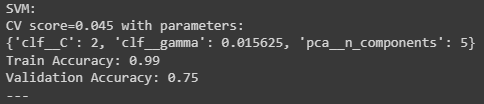 SVM:
CV score=0.045 with parameters:
{'clf__C': 2, 'clf__gamma': 0.015625, 'pca__n_components': 5}
Train Accuracy: 0.99
Validation Accuracy: 0.75
---